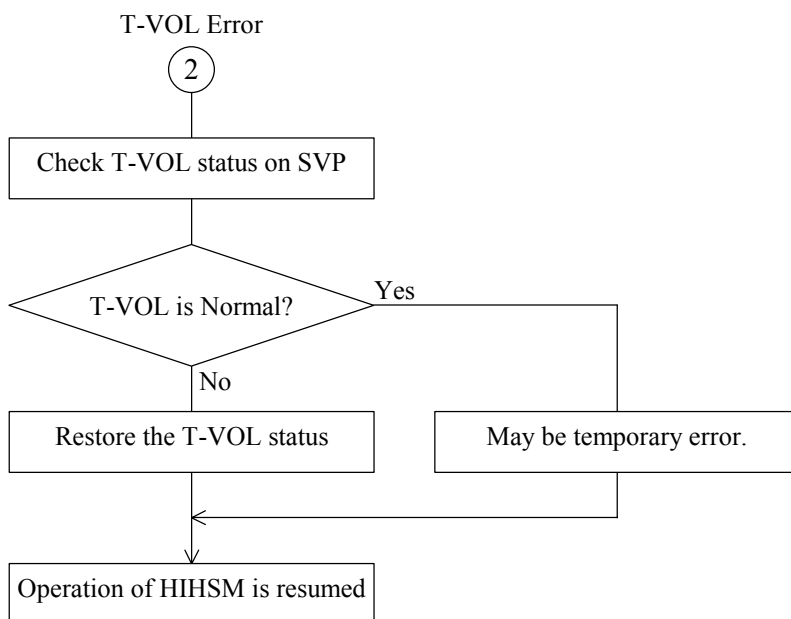 T-VOL Error
2
Check T-VOL status on SVP
T-VOL is Normal?
Yes
No
Restore the T-VOL status
May be temporary error.
Operation of HIHSM is resumed